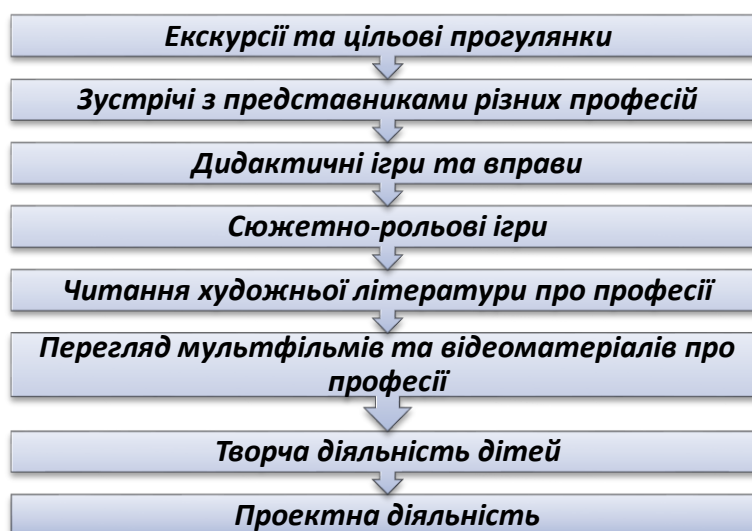 Екскурсії та цільові прогулянки
Зустрічі з представниками різних професій
Дидактичні ігри та вправи
Сюжетно-рольові ігри
Читання художньої літератури про професії
Перегляд мультфільмів та відеоматеріалів про
професії
Творча діяльність дітей
Проектна діяльність